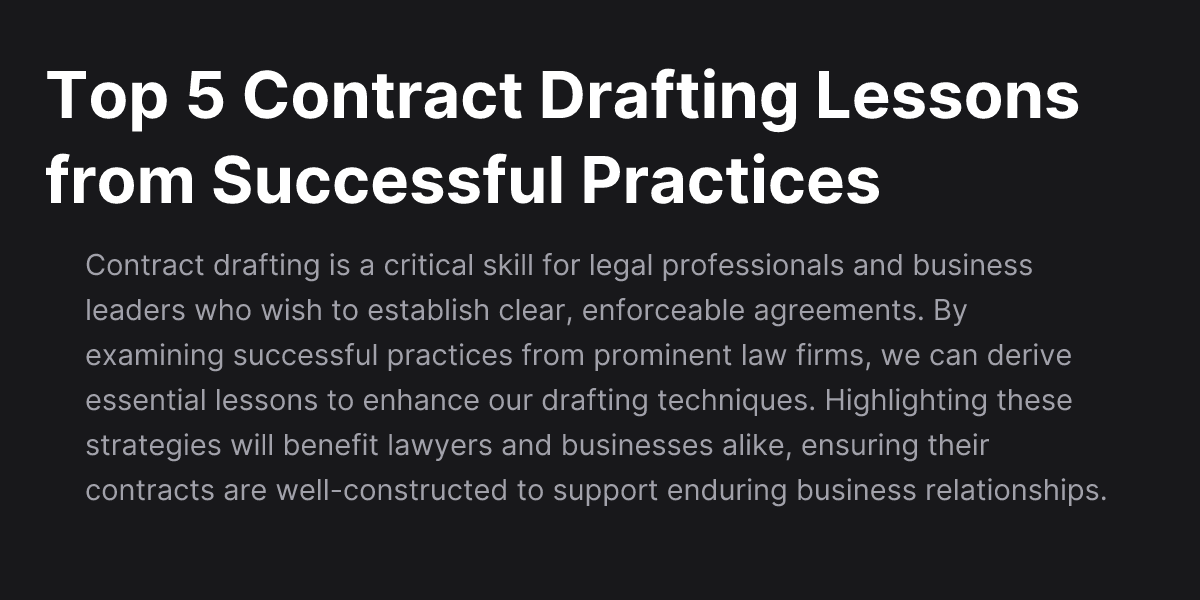 Top 5 Contract Drafting Lessons
from Successful Practices
Contract drafting is a critical skill for legal professionals and business
leaders who wish to establish clear, enforceable agreements. By
examining successful practices from prominent law firms, we can derive
essential lessons to enhance our drafting techniques. Highlighting these
strategies will benefit lawyers and businesses alike, ensuring their
contracts are well-constructed to support enduring business relationships.